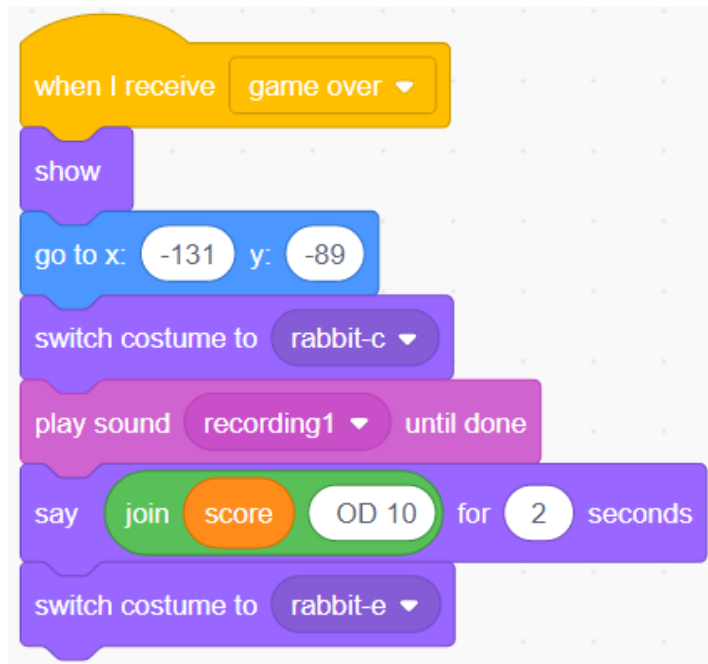 when I receive game over
show
go to x: -131 y: -89
switch costume to rabbit-c
play sound recording1 until done
say join score OD 10 for 2 seconds
switch costume to rabbit-e